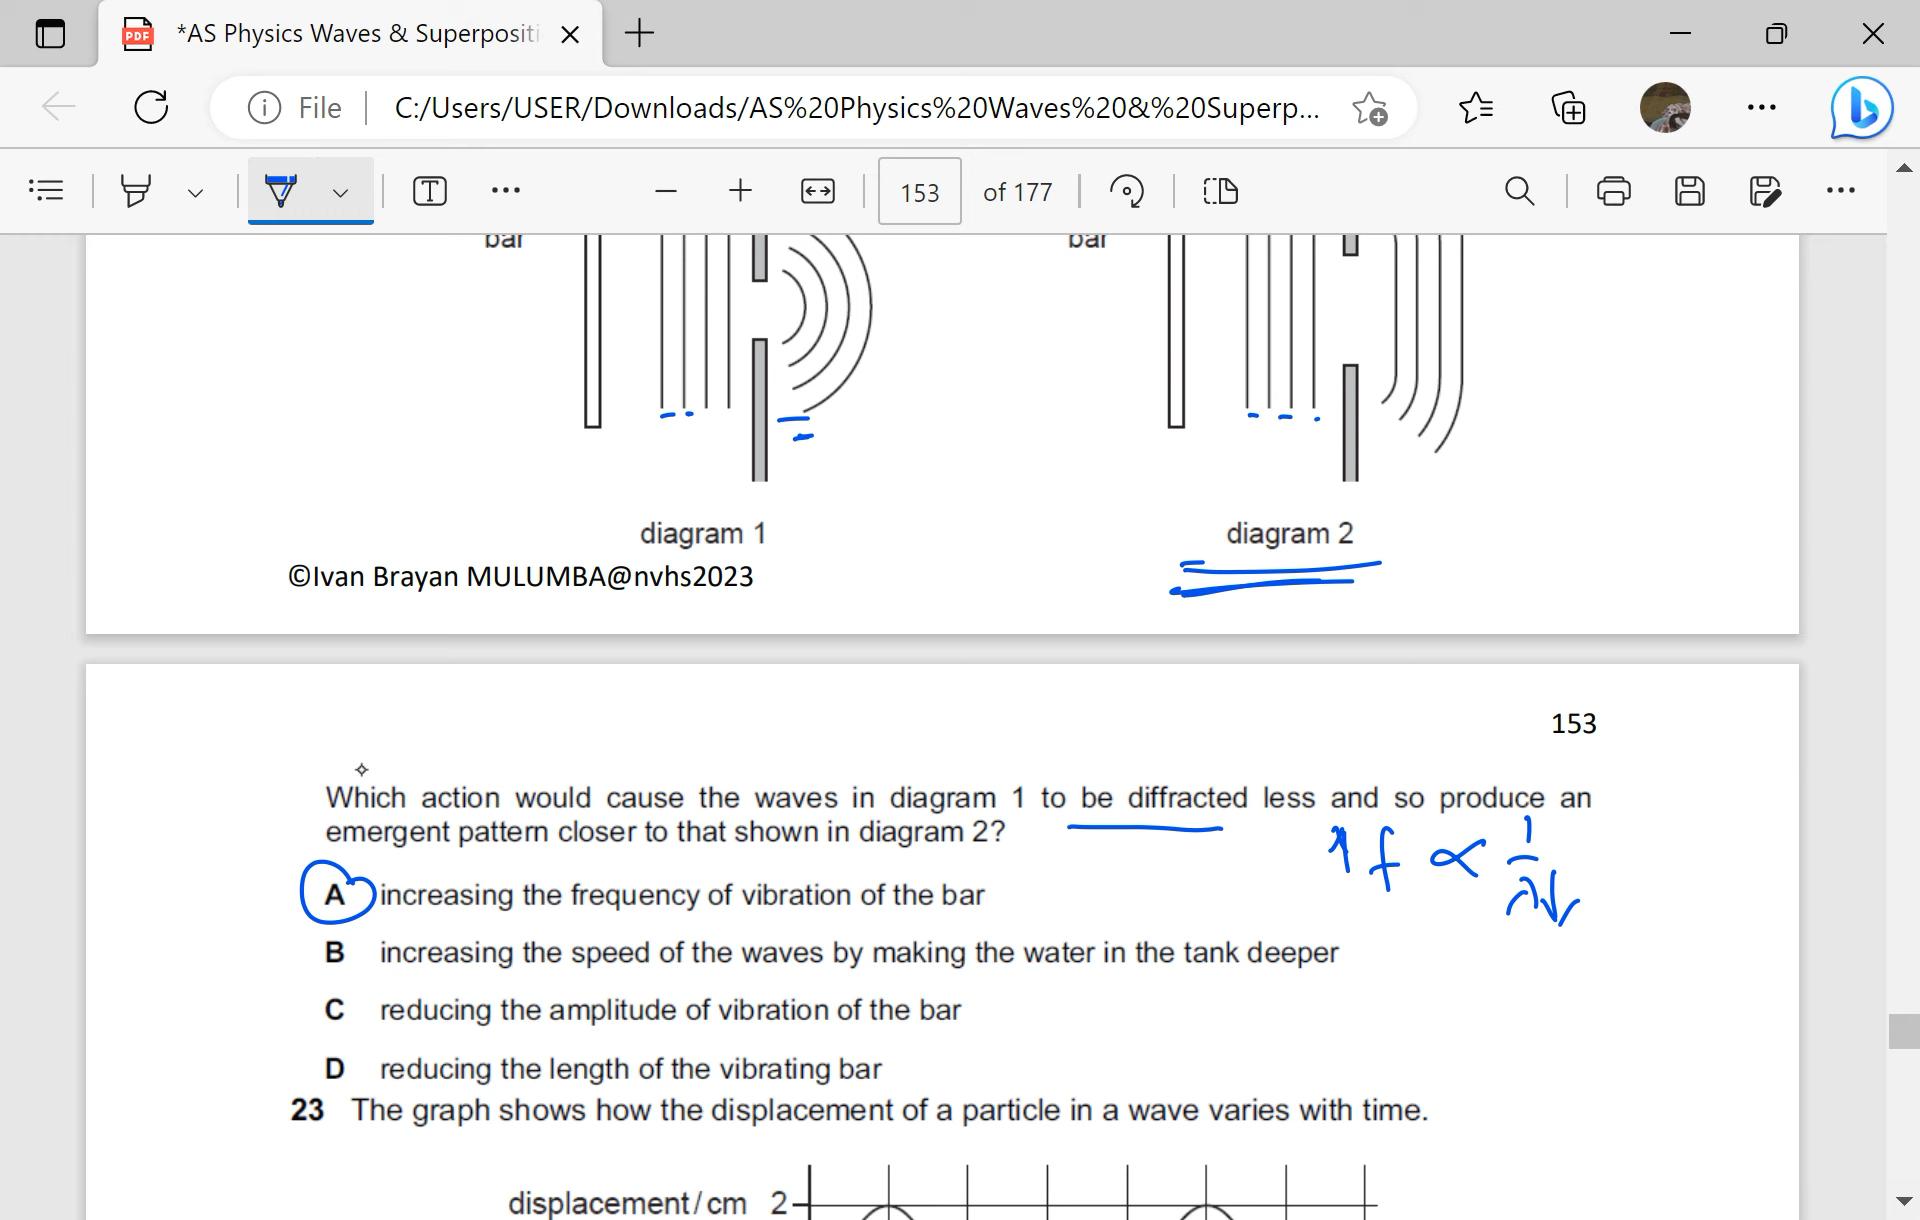 *AS Physics Waves & Superpositi
File
C:/Users/USER/Downloads/AS%20Physics%20Waves%20&%20Superp...
153 of 177
bar bar
diagram 1 diagram 2
©Ivan Brayan MULUMBA@nvhs2023
153
Which action would cause the waves in diagram 1 to be diffracted less and so produce an
emergent pattern closer to that shown in diagram 2?
↑ f ∝ 1/λ↓
A increasing the frequency of vibration of the bar
B increasing the speed of the waves by making the water in the tank deeper
C reducing the amplitude of vibration of the bar
D reducing the length of the vibrating bar
23 The graph shows how the displacement of a particle in a wave varies with time.
displacement/cm 2